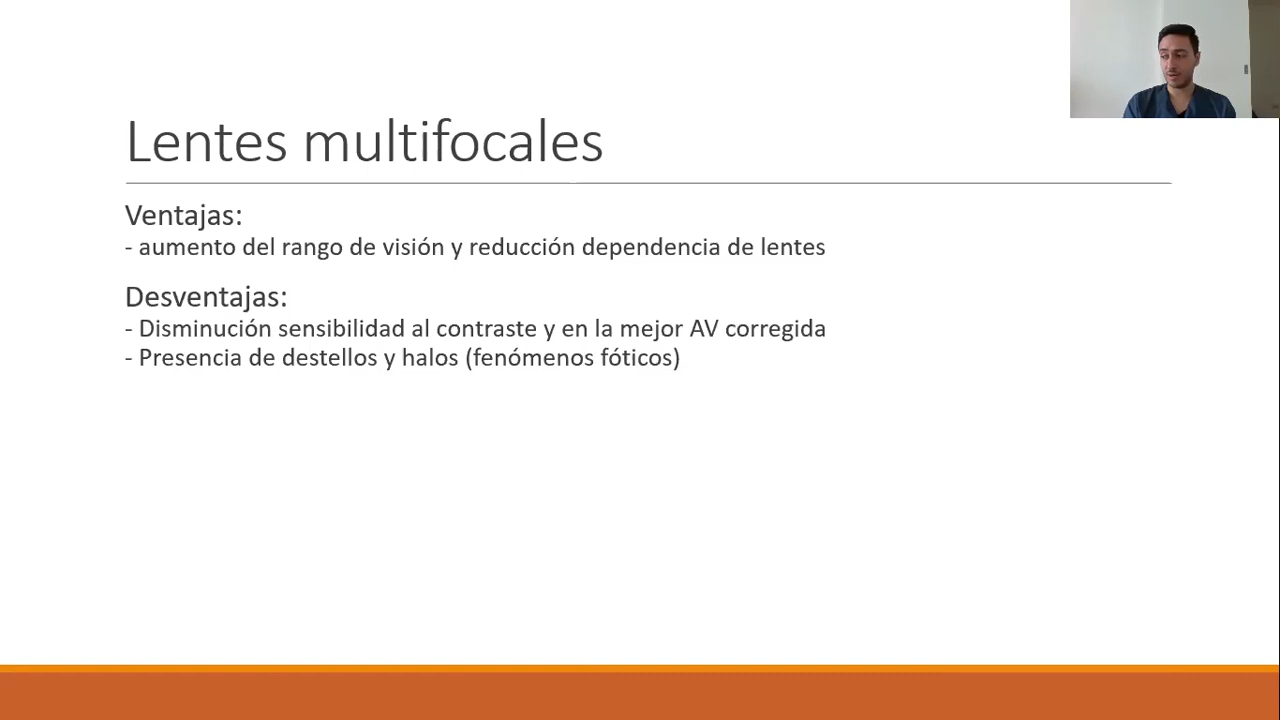 Lentes multifocales
Ventajas:
- aumento del rango de visión y reducción dependencia de lentes
Desventajas:
- Disminución sensibilidad al contraste y en la mejor AV corregida
- Presencia de destellos y halos (fenómenos fóticos)